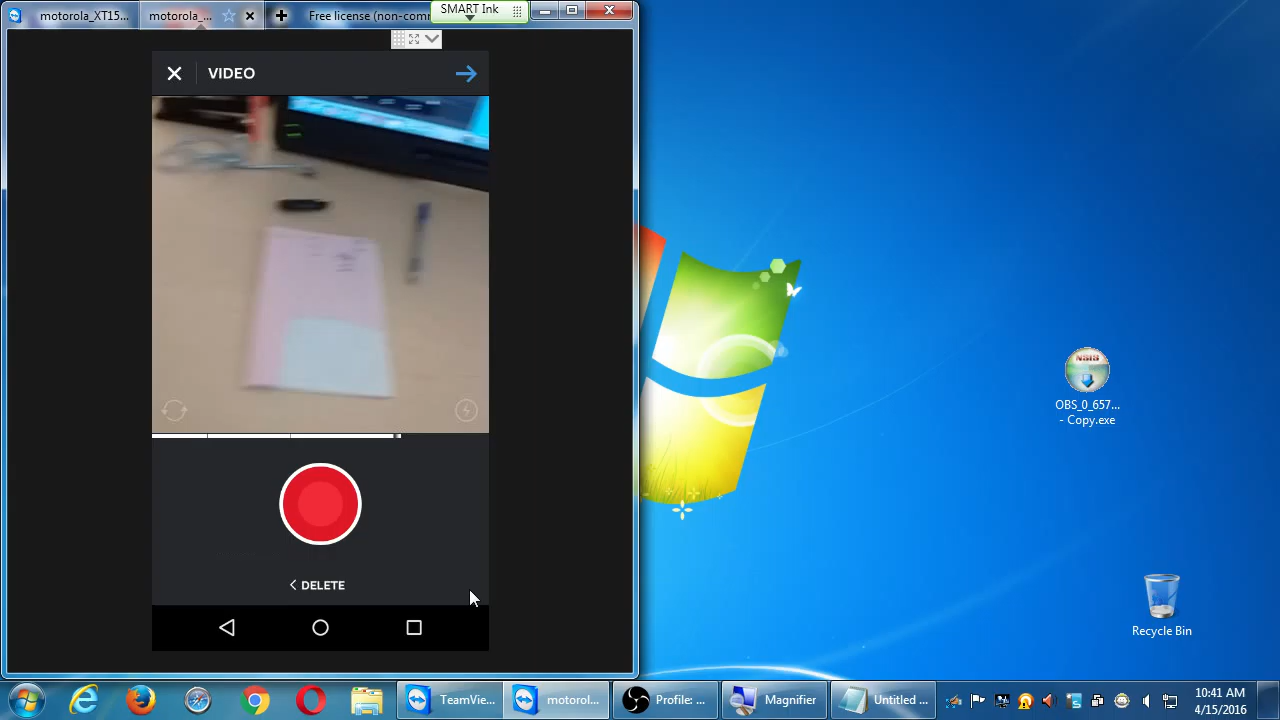 motorola_XT15...
motorola_...
Free license (non-comm
SMART Ink
VIDEO
DELETE
NSIS
OBS_0_657...
- Copy.exe
Recycle Bin
TeamVie...
motorol...
Profile: ...
Magnifier
Untitled ...
10:41 AM
4/15/2016